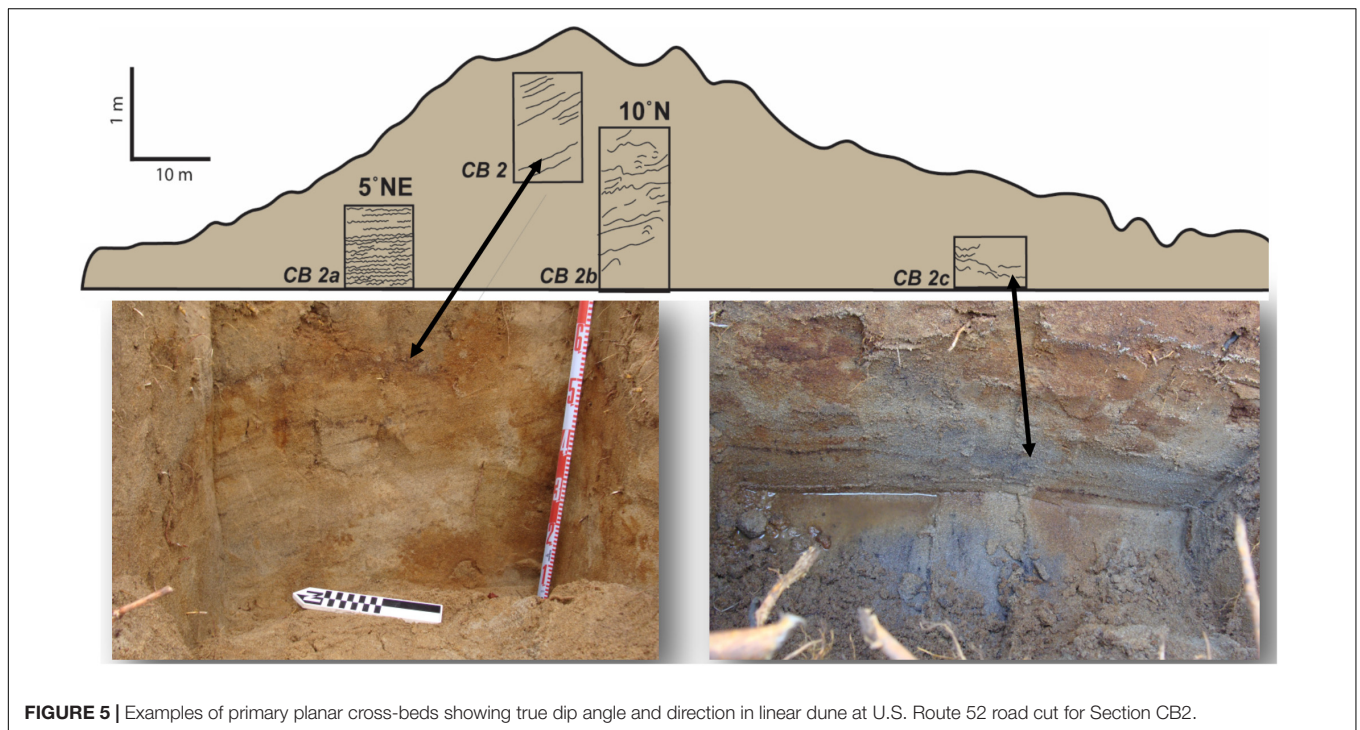 1 m
10 m
CB 2
10°N
5°NE
CB 2a
CB 2b
CB 2c
N
FIGURE 5 | Examples of primary planar cross-beds showing true dip angle and direction in linear dune at U.S. Route 52 road cut for Section CB2.